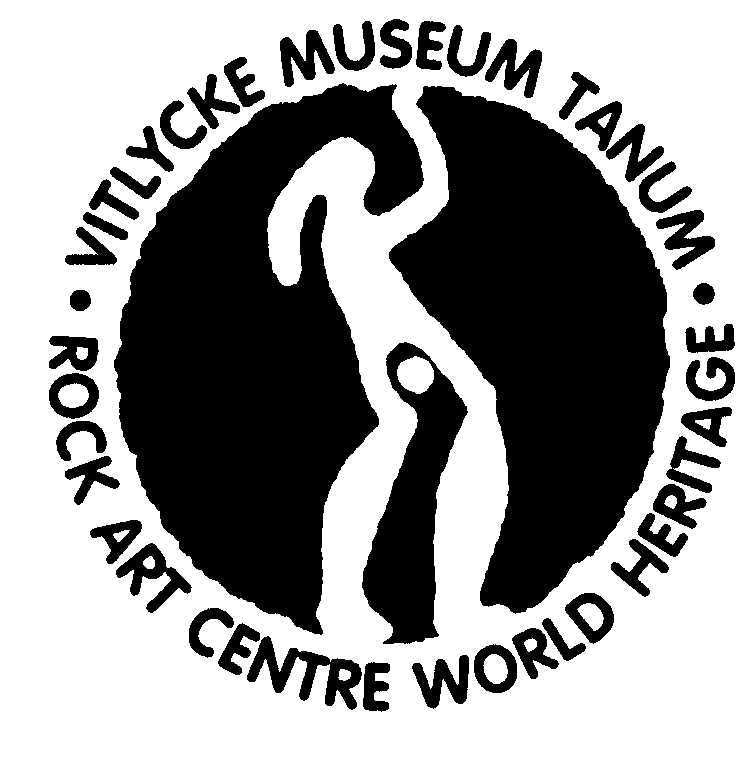 VITLYCKE MUSEUM TANUM
• ROCK ART CENTRE WORLD HERITAGE •